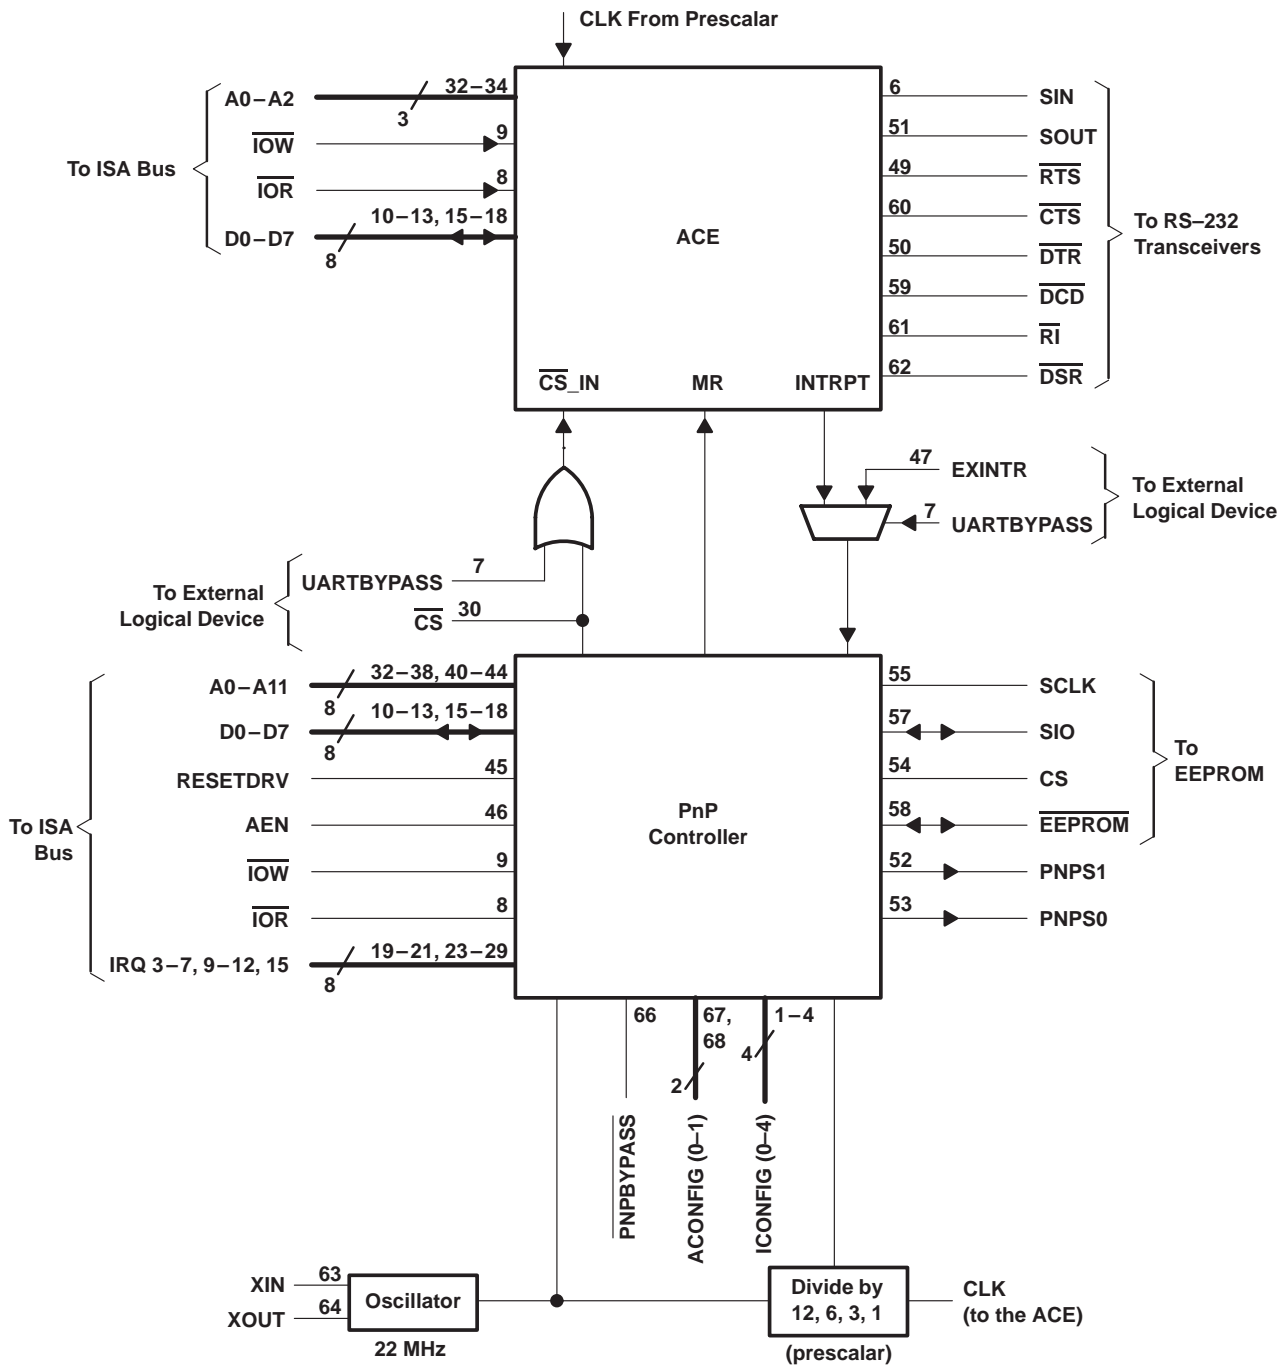 CLK From Prescalar
A0–A2
3
32–34
IOW
9
To ISA Bus
IOR
8
D0–D7
8
10–13, 15–18
ACE
6
SIN
51
SOUT
49
RTS
60
CTS
50
DTR
59
DCD
61
RI
62
DSR
To RS–232
Transceivers
CS_IN
MR
INTRPT
47
EXINTR
7
UARTBYPASS
To External
Logical Device
To External
Logical Device
UARTBYPASS
7
CS
30
To ISA
Bus
A0–A11
8
32–38, 40–44
D0–D7
8
10–13, 15–18
RESETDRV
45
AEN
46
IOW
9
IOR
8
IRQ 3–7, 9–12, 15
8
19–21, 23–29
PnP
Controller
55
SCLK
57
SIO
54
CS
58
EEPROM
52
PNPS1
53
PNPS0
To
EEPROM
66
67,
68
2
1–4
4
PNPBYPASS
ACONFIG (0–1)
ICONFIG (0–4)
XIN
63
XOUT
64
Oscillator
22 MHz
Divide by
12, 6, 3, 1
(prescalar)
CLK
(to the ACE)